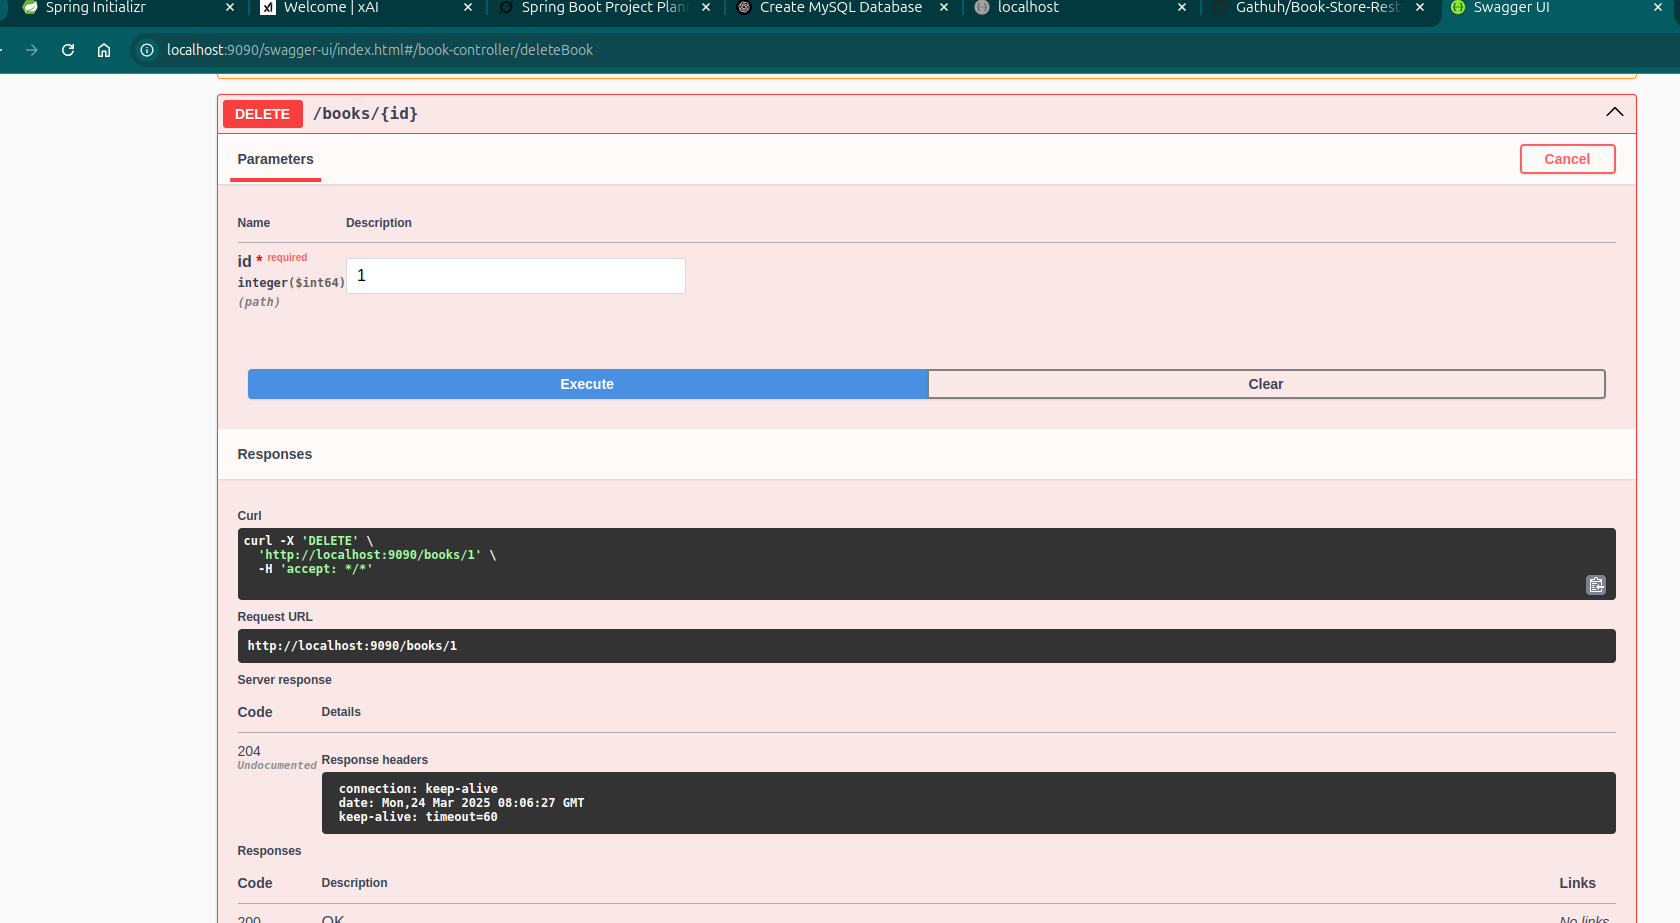 Spring Initializr
Welcome | xAI
Spring Boot Project Plan
Create MySQL Database
localhost
Gathuh/Book-Store-Rest
Swagger UI
localhost:9090/swagger-ui/index.html#/book-controller/deleteBook
DELETE /books/{id}
Parameters
Cancel
Name Description
id * required
integer($int64)
(path)
1
Execute Clear
Responses
Curl
curl -X 'DELETE' \
'http://localhost:9090/books/1' \
-H 'accept: */*'
Request URL
http://localhost:9090/books/1
Server response
Code Details
204
Undocumented
Response headers
connection: keep-alive
date: Mon,24 Mar 2025 08:06:27 GMT
keep-alive: timeout=60
Responses
Code Description Links
200 OK No links